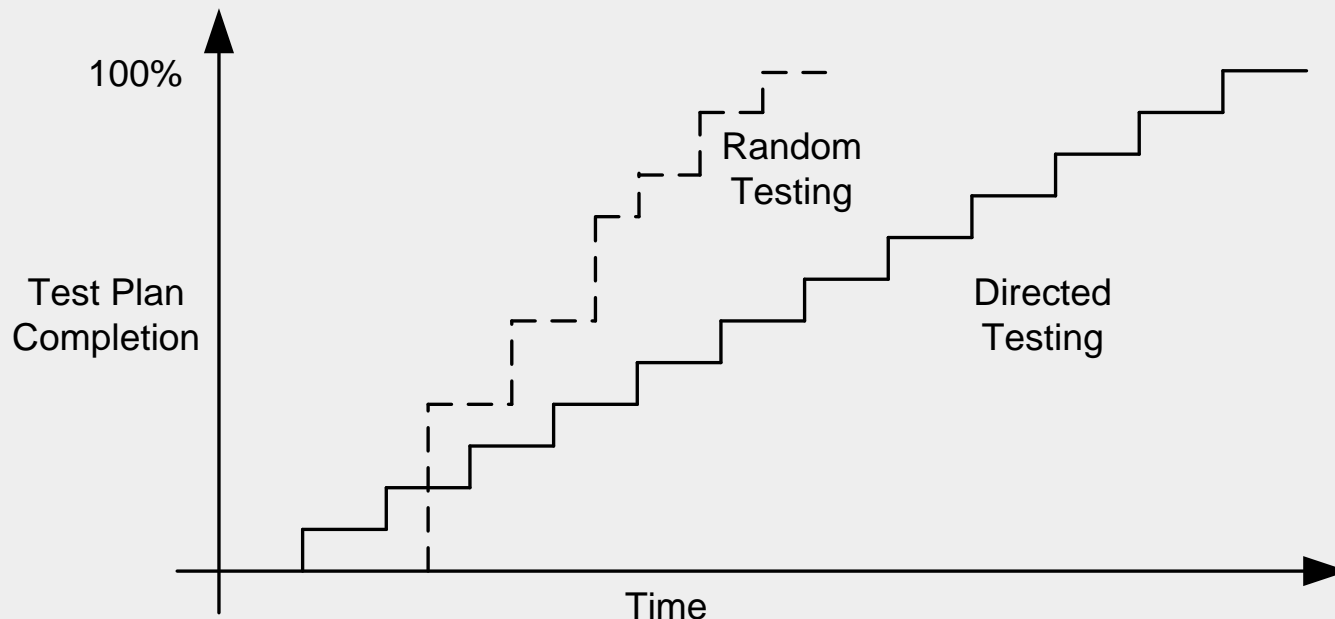 100%
Random
Testing
Test Plan
Completion
Directed
Testing
Time